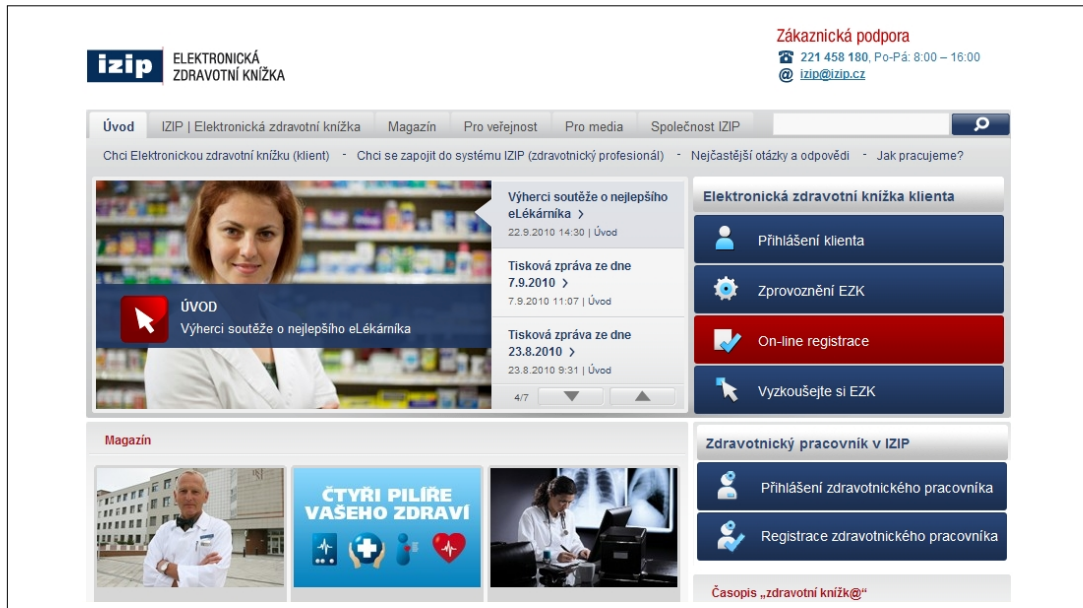 izip
ELEKTRONICKÁ
ZDRAVOTNÍ KNÍŽKA
Zákaznická podpora
221 458 180, Po-Pá: 8:00 – 16:00
@ izip@izip.cz
Úvod IZIP | Elektronická zdravotní knížka Magazín Pro veřejnost Pro media Společnost IZIP
Chci Elektronickou zdravotní knížku (klient) - Chci se zapojit do systému IZIP (zdravotnický profesionál) - Nejčastější otázky a odpovědi - Jak pracujeme?
ÚVOD
Výherci soutěže o nejlepšího eLékárníka
Výherci soutěže o nejlepšího
eLékárníka >
22.9.2010 14:30 | Úvod
Tisková zpráva ze dne
7.9.2010 >
7.9.2010 11:07 | Úvod
Tisková zpráva ze dne
23.8.2010 >
23.8.2010 9:31 | Úvod
4/7
Elektronická zdravotní knížka klienta
Přihlášení klienta
Zprovoznění EZK
On-line registrace
Vyzkoušejte si EZK
Magazín
ČTYŘI PILÍŘE
VAŠEHO ZDRAVÍ
Zdravotnický pracovník v IZIP
Přihlášení zdravotnického pracovníka
Registrace zdravotnického pracovníka
Časopis „zdravotní knížk@“